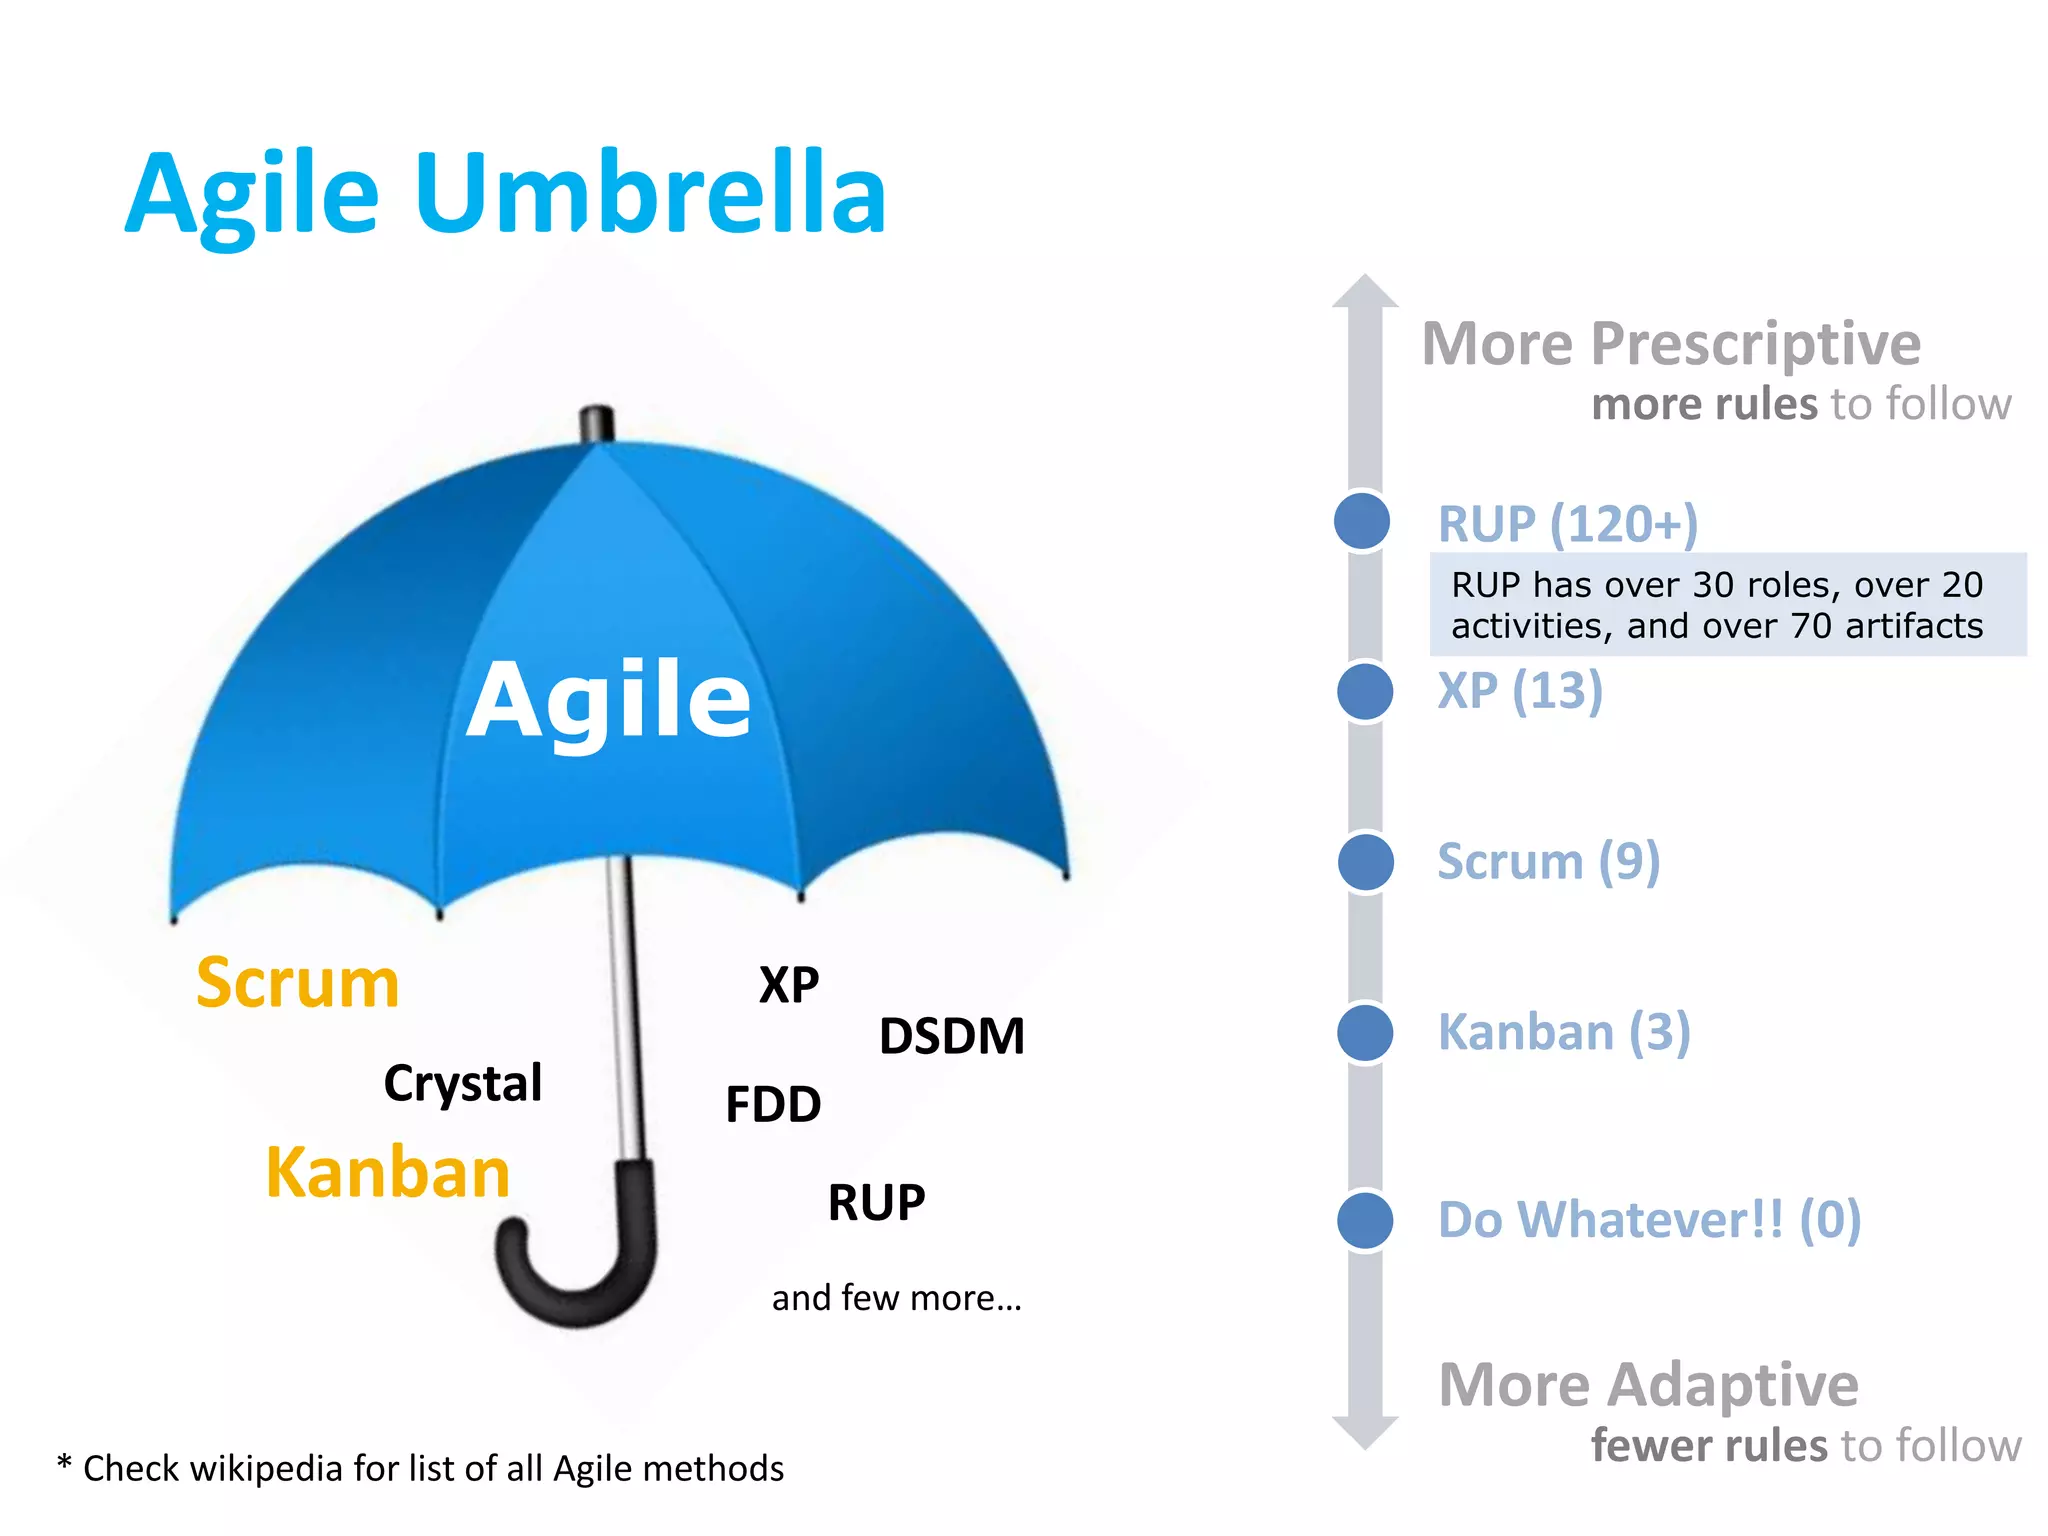 Agile Umbrella
Agile
Scrum
XP
DSDM
Crystal
FDD
Kanban
RUP
and few more...
* Check wikipedia for list of all Agile methods
More Prescriptive
more rules to follow
RUP (120+)
RUP has over 30 roles, over 20
activities, and over 70 artifacts
XP (13)
Scrum (9)
Kanban (3)
Do Whatever!! (0)
More Adaptive
fewer rules to follow